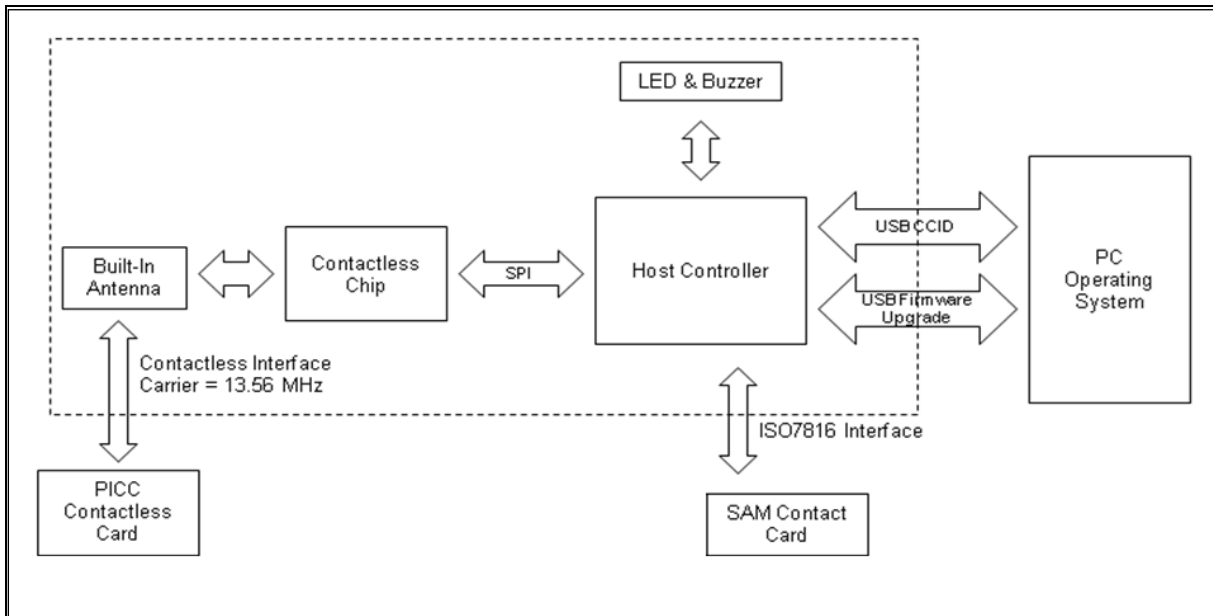 LED & Buzzer
Built-In
Antenna
Contactless
Chip
SPI
Host Controller
USB CCID
USB Firmware
Upgrade
PC
Operating
System
Contactless Interface
Carrier = 13.56 MHz
ISO7816 Interface
PICC
Contactless
Card
SAM Contact
Card